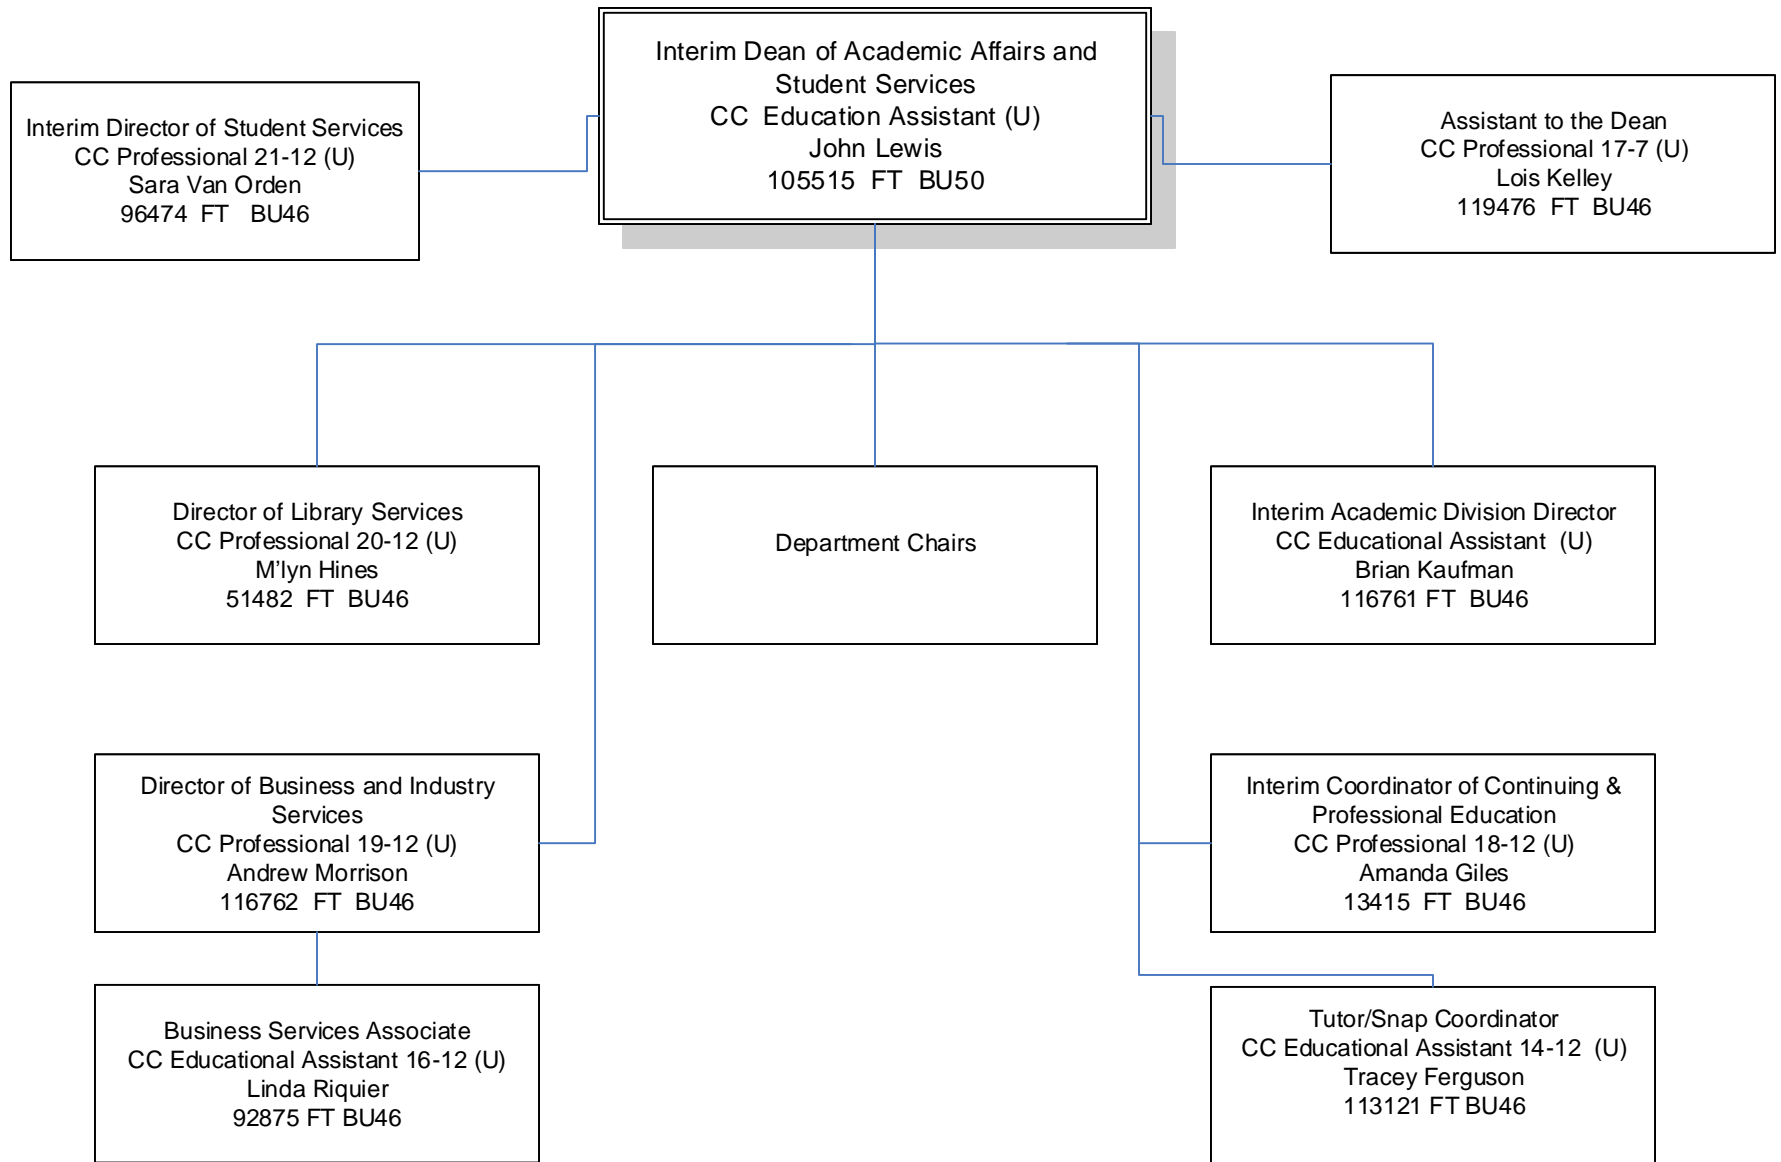 Interim Dean of Academic Affairs and
Student Services
CC Education Assistant (U)
John Lewis
105515 FT BU50
Interim Director of Student Services
CC Professional 21-12 (U)
Sara Van Orden
96474 FT BU46
Assistant to the Dean
CC Professional 17-7 (U)
Lois Kelley
119476 FT BU46
Director of Library Services
CC Professional 20-12 (U)
M'lyn Hines
51482 FT BU46
Department Chairs
Interim Academic Division Director
CC Educational Assistant (U)
Brian Kaufman
116761 FT BU46
Director of Business and Industry
Services
CC Professional 19-12 (U)
Andrew Morrison
116762 FT BU46
Interim Coordinator of Continuing &
Professional Education
CC Professional 18-12 (U)
Amanda Giles
13415 FT BU46
Business Services Associate
CC Educational Assistant 16-12 (U)
Linda Riquier
92875 FT BU46
Tutor/Snap Coordinator
CC Educational Assistant 14-12 (U)
Tracey Ferguson
113121 FT BU46